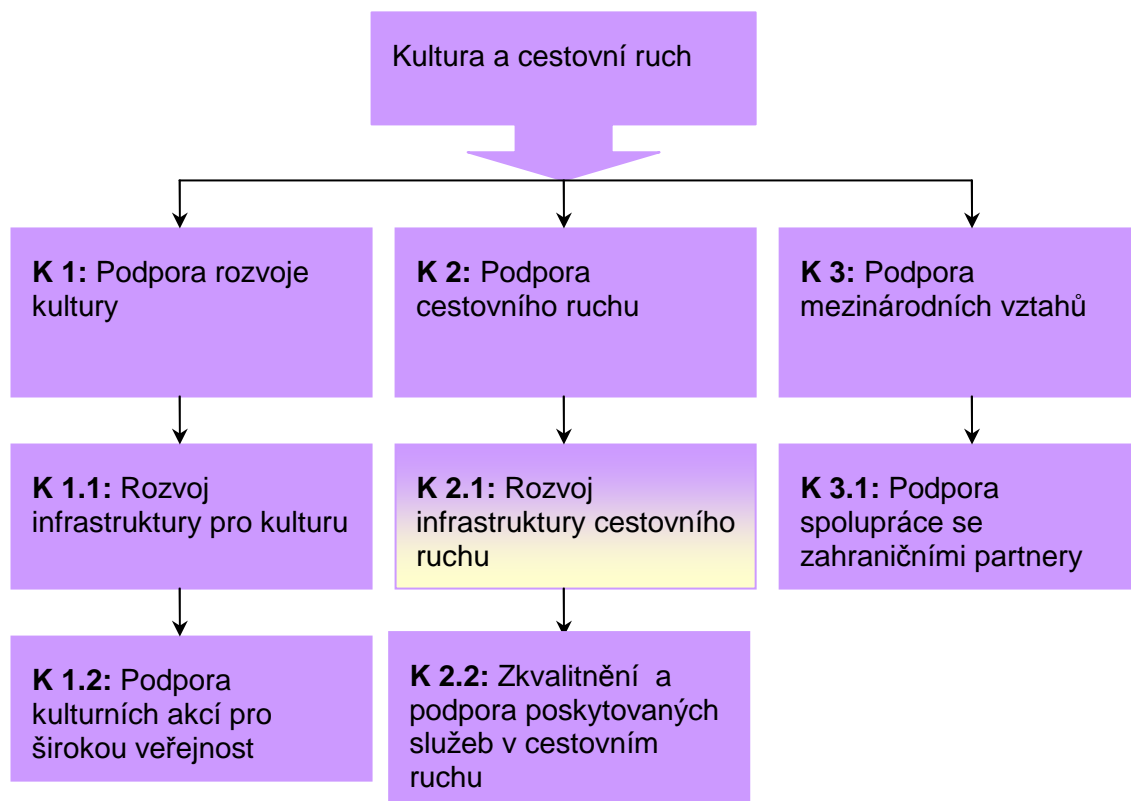 Kultura a cestovní ruch
K 1: Podpora rozvoje
kultury
K 2: Podpora
cestovního ruchu
K 3: Podpora
mezinárodních vztahů
K 1.1: Rozvoj
infrastruktury pro kulturu
K 2.1: Rozvoj
infrastruktury cestovního
ruchu
K 3.1: Podpora
spolupráce se
zahraničními partnery
K 1.2: Podpora
kulturních akcí pro
širokou veřejnost
K 2.2: Zkvalitnění  a
podpora poskytovaných
služeb v cestovním
ruchu